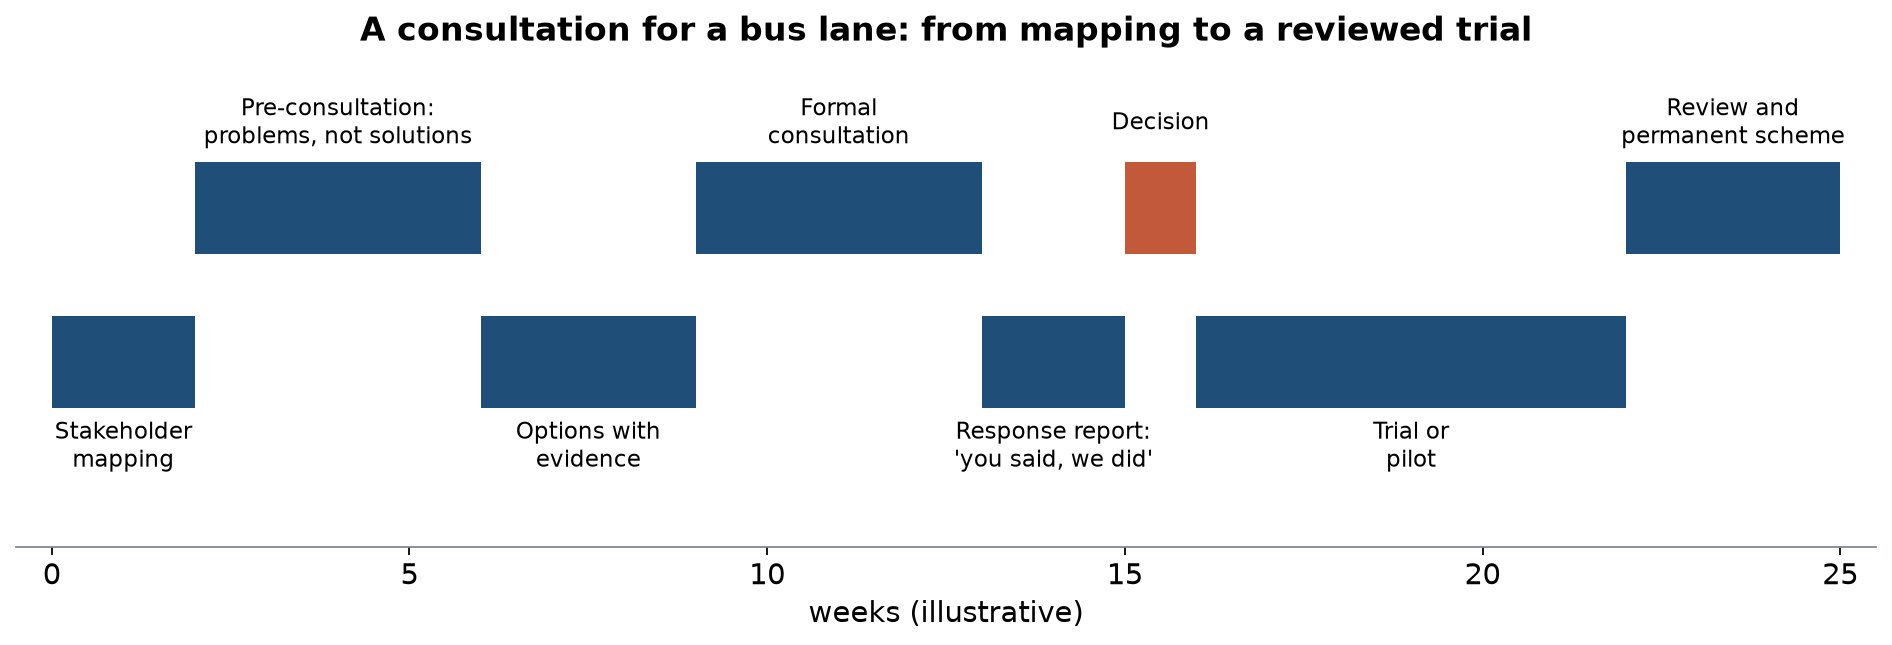 A consultation for a bus lane: from mapping to a reviewed trial
Pre-consultation:
problems, not solutions
Formal
consultation
Decision
Review and
permanent scheme
Stakeholder
mapping
Options with
evidence
Response report:
'you said, we did'
Trial or
pilot
0 5 10 15 20 25
weeks (illustrative)